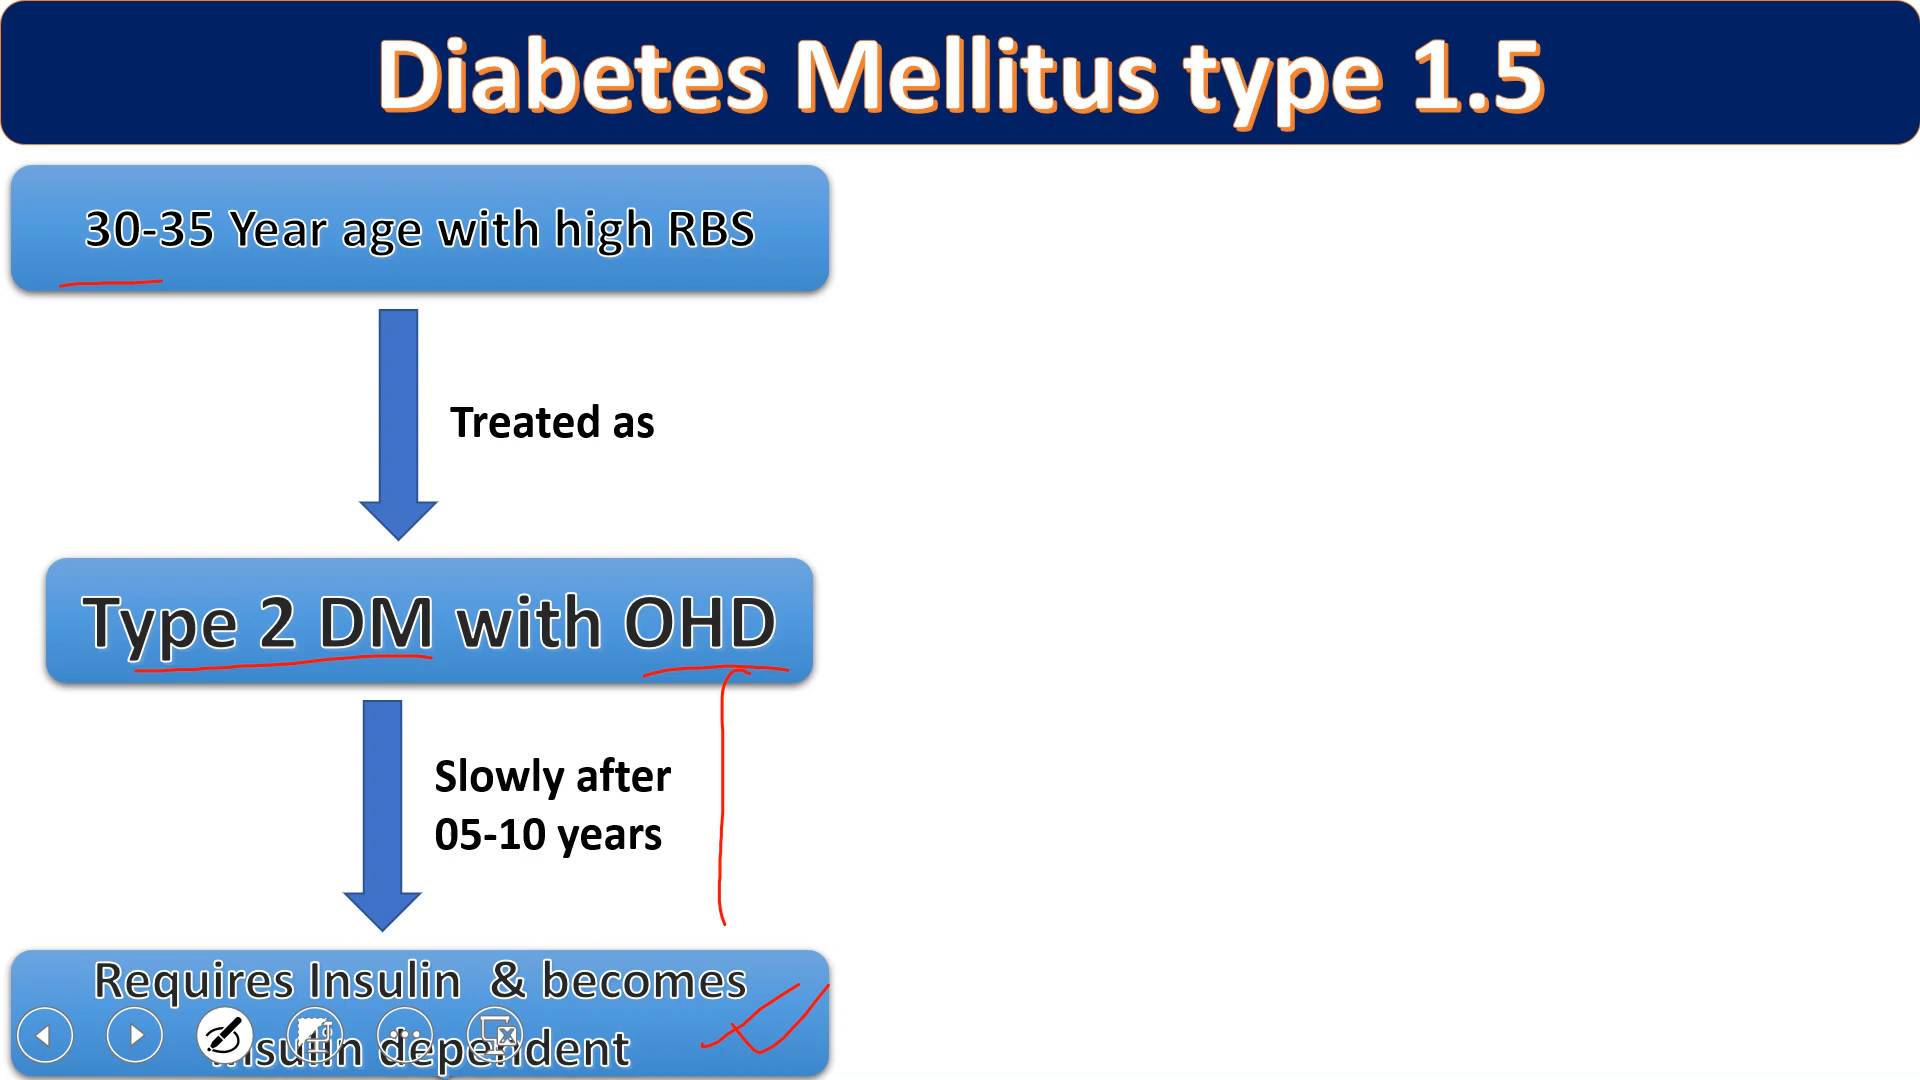 Diabetes Mellitus type 1.5
30-35 Year age with high RBS
Treated as
Type 2 DM with OHD
Slowly after
05-10 years
Requires Insulin & becomes
Insulin dependent